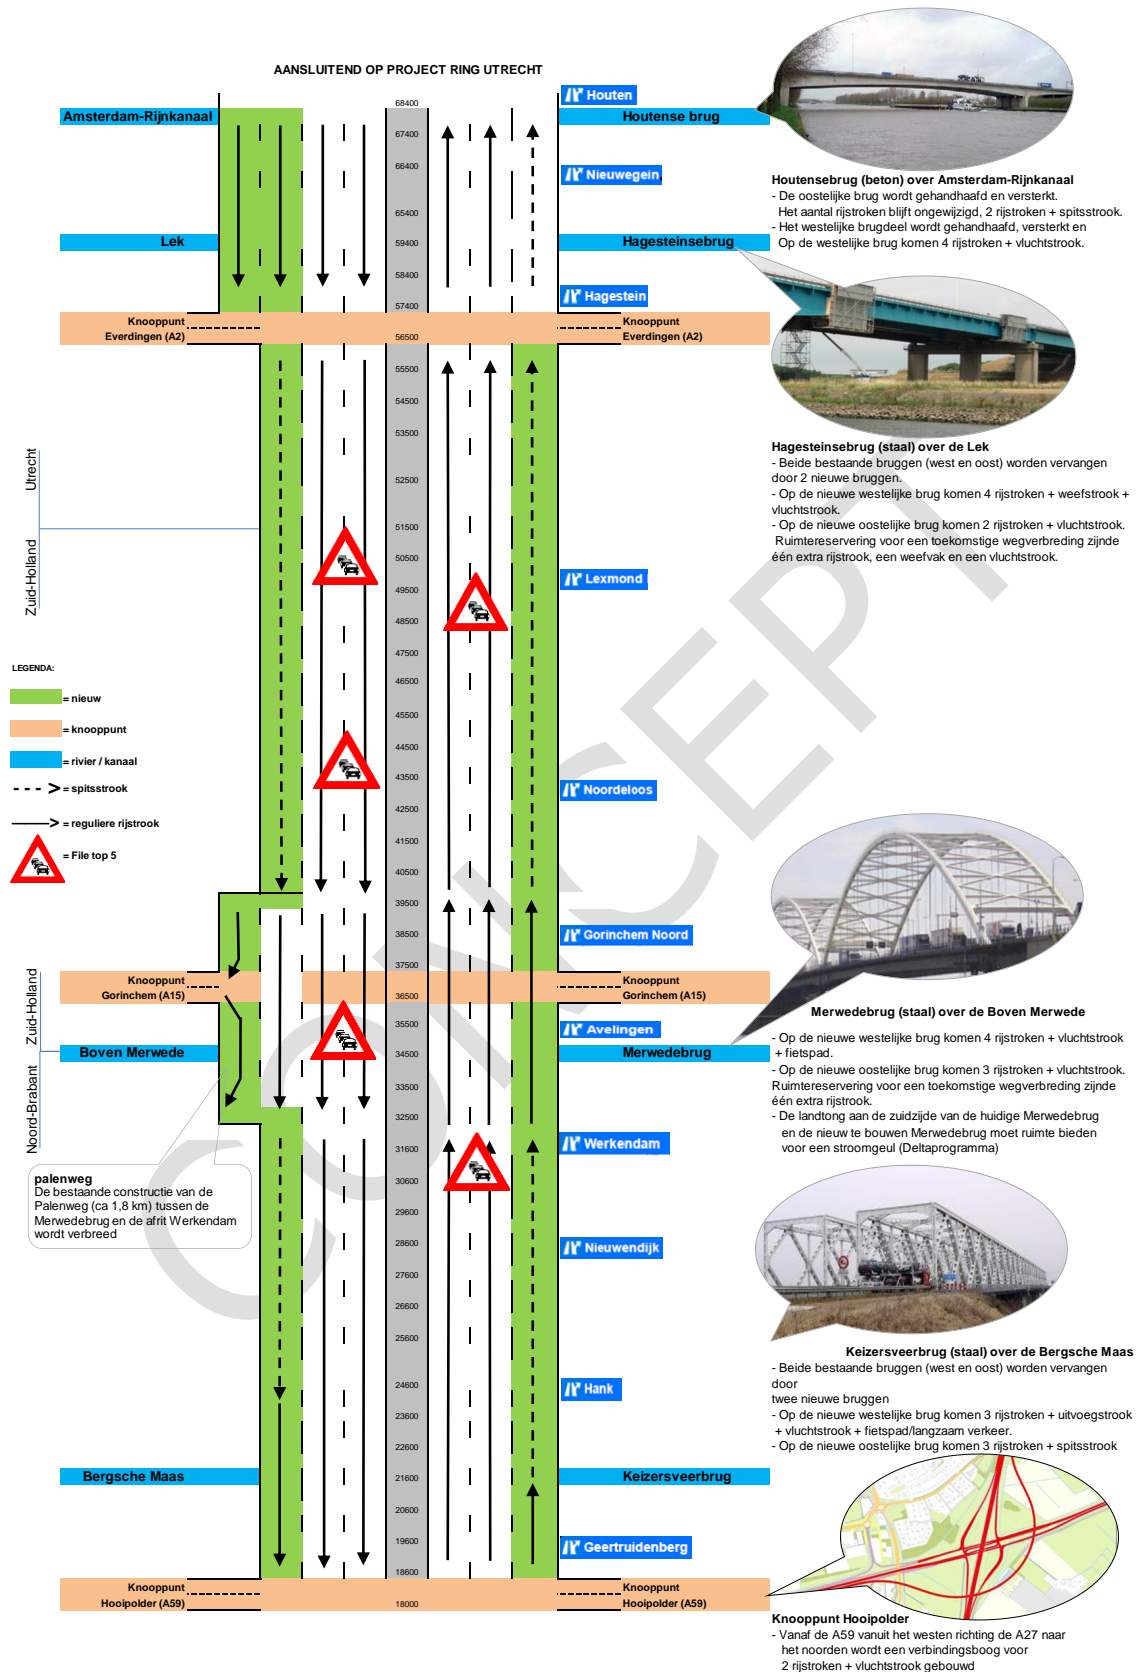 AANSLUITEND OP PROJECT RING UTRECHT
Houten
Amsterdam-Rijnkanaal
Houtense brug
Nieuwegein
Lek
Hagesteinsebrug
Hagestein
Knooppunt
Everdingen (A2)
Knooppunt
Everdingen (A2)
68400
67400
66400
65400
59400
58400
57400
56500
55500
54500
53500
52500
51500
50500
49500
48500
47500
46500
45500
44500
43500
42500
41500
40500
39500
38500
37500
36500
35500
34500
33500
32500
31600
30600
29600
28600
27600
26600
25600
24600
23600
22600
21600
20600
19600
18600
18000
Utrecht
Zuid-Holland
Lexmond
LEGENDA:
= nieuw
= knooppunt
= rivier / kanaal
= spitsstrook
= reguliere rijstrook
= File top 5
Noordeloos
Gorinchem Noord
Knooppunt
Gorinchem (A15)
Knooppunt
Gorinchem (A15)
Zuid-Holland
Noord-Brabant
Avelingen
Boven Merwede
Merwedebrug
Werkendam
palenweg
De bestaande constructie van de
Palenweg (ca 1,8 km) tussen de
Merwedebrug en de afrit Werkendam
wordt verbreed
Nieuwendijk
Hank
Bergsche Maas
Keizersveerbrug
Geertruidenberg
Knooppunt
Hooipolder (A59)
Knooppunt
Hooipolder (A59)
Houtensebrug (beton) over Amsterdam-Rijnkanaal
- De oostelijke brug wordt gehandhaafd en versterkt.
Het aantal rijstroken blijft ongewijzigd, 2 rijstroken + spitsstrook.
- Het westelijke brugdeel wordt gehandhaafd, versterkt en
Op de westelijke brug komen 4 rijstroken + vluchtstrook.
Hagesteinsebrug (staal) over de Lek
- Beide bestaande bruggen (west en oost) worden vervangen
door 2 nieuwe bruggen.
- Op de nieuwe westelijke brug komen 4 rijstroken + weefstrook +
vluchtstrook.
- Op de nieuwe oostelijke brug komen 2 rijstroken + vluchtstrook.
Ruimtereservering voor een toekomstige wegverbreding zijnde
één extra rijstrook, een weefvak en een vluchtstrook.
Merwedebrug (staal) over de Boven Merwede
- Op de nieuwe westelijke brug komen 4 rijstroken + vluchtstrook
+ fietspad.
- Op de nieuwe oostelijke brug komen 3 rijstroken + vluchtstrook.
Ruimtereservering voor een toekomstige wegverbreding zijnde
één extra rijstrook.
- De landtong aan de zuidzijde van de huidige Merwedebrug
en de nieuw te bouwen Merwedebrug moet ruimte bieden
voor een stroomgeul (Deltaprogramma)
Keizersveerbrug (staal) over de Bergsche Maas
- Beide bestaande bruggen (west en oost) worden vervangen
door
twee nieuwe bruggen
- Op de nieuwe westelijke brug komen 3 rijstroken + uitvoegstrook
+ vluchtstrook + fietspad/langzaam verkeer.
- Op de nieuwe oostelijke brug komen 3 rijstroken + spitsstrook
Knooppunt Hooipolder
- Vanaf de A59 vanuit het westen richting de A27 naar
het noorden wordt een verbindingsboog voor
2 rijstroken + vluchtstrook gebouwd
CONCEPT